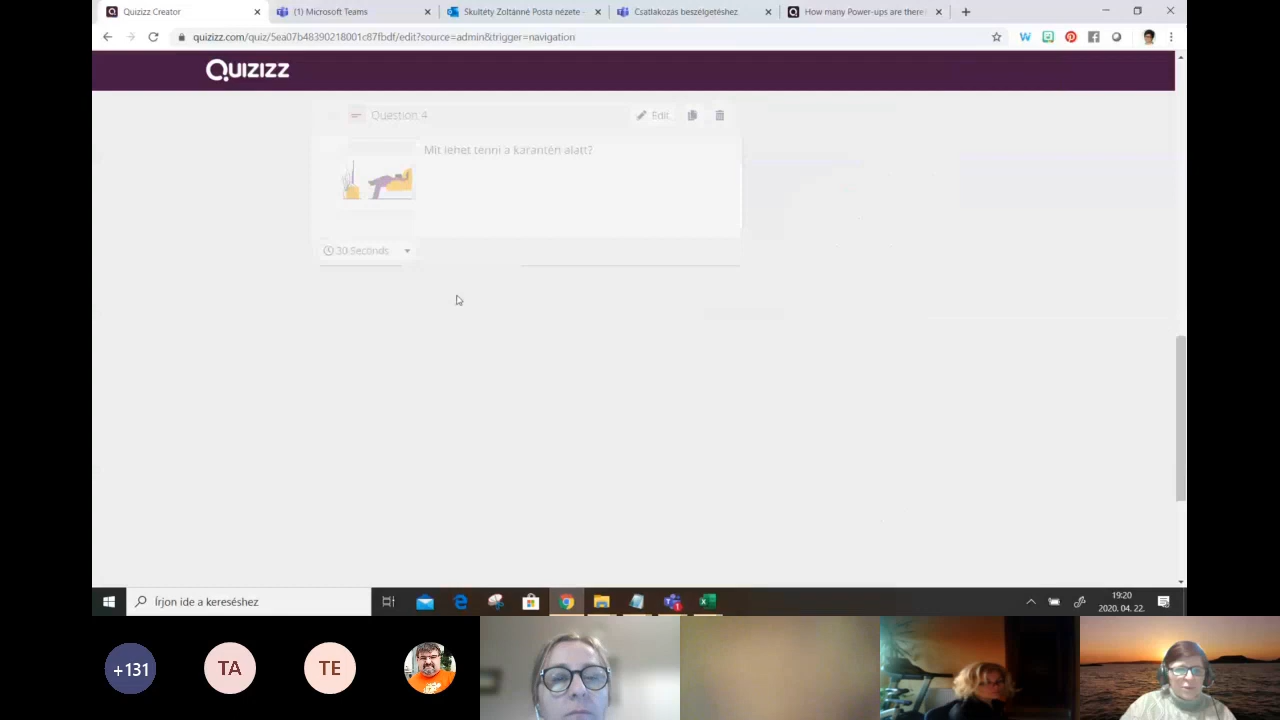 Quizizz Creator
(1) Microsoft Teams
Skultéty Zoltánné Posta nézete -
Csatlakozás beszélgetéshez
How many Power-ups are there
quizizz.com/quiz/5ea07b48390218001c87fbdf/edit?source=admin&trigger=navigation
QUIZIZZ
Question 4
Edit
Mit lehet tenni a karantén alatt?
30 Seconds
Írjon ide a kereséshez
19:20
2020. 04. 22.
+131
TA
TE